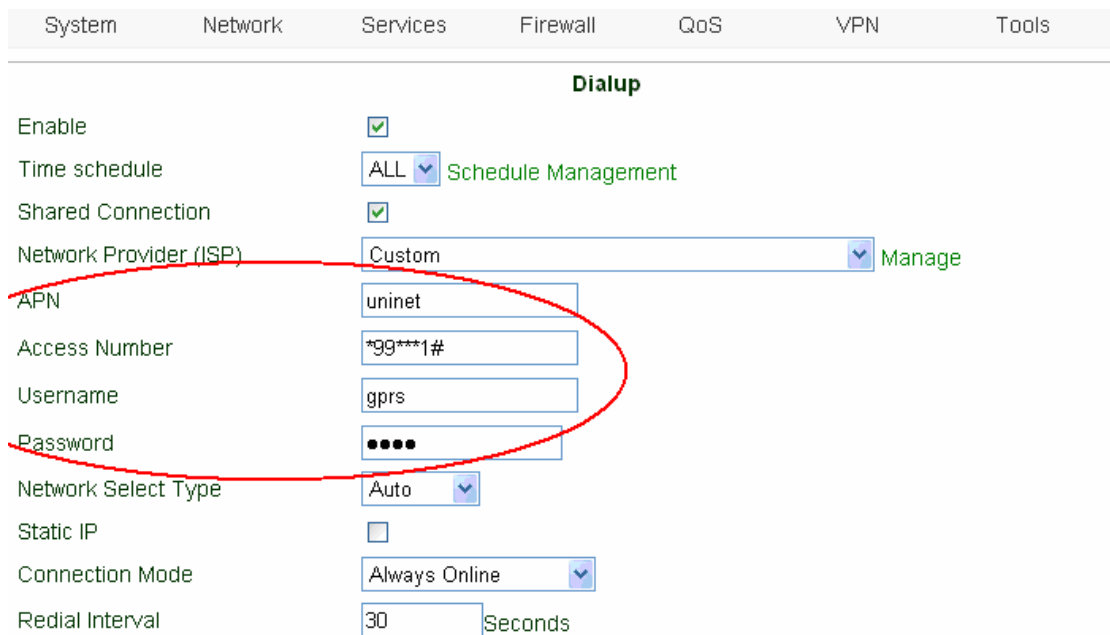 System Network Services Firewall QoS VPN Tools
Dialup
Enable
Time schedule ALL Schedule Management
Shared Connection
Network Provider (ISP) Custom Manage
APN uninet
Access Number *99***1#
Username gprs
Password ●●●●
Network Select Type Auto
Static IP
Connection Mode Always Online
Redial Interval 30 Seconds